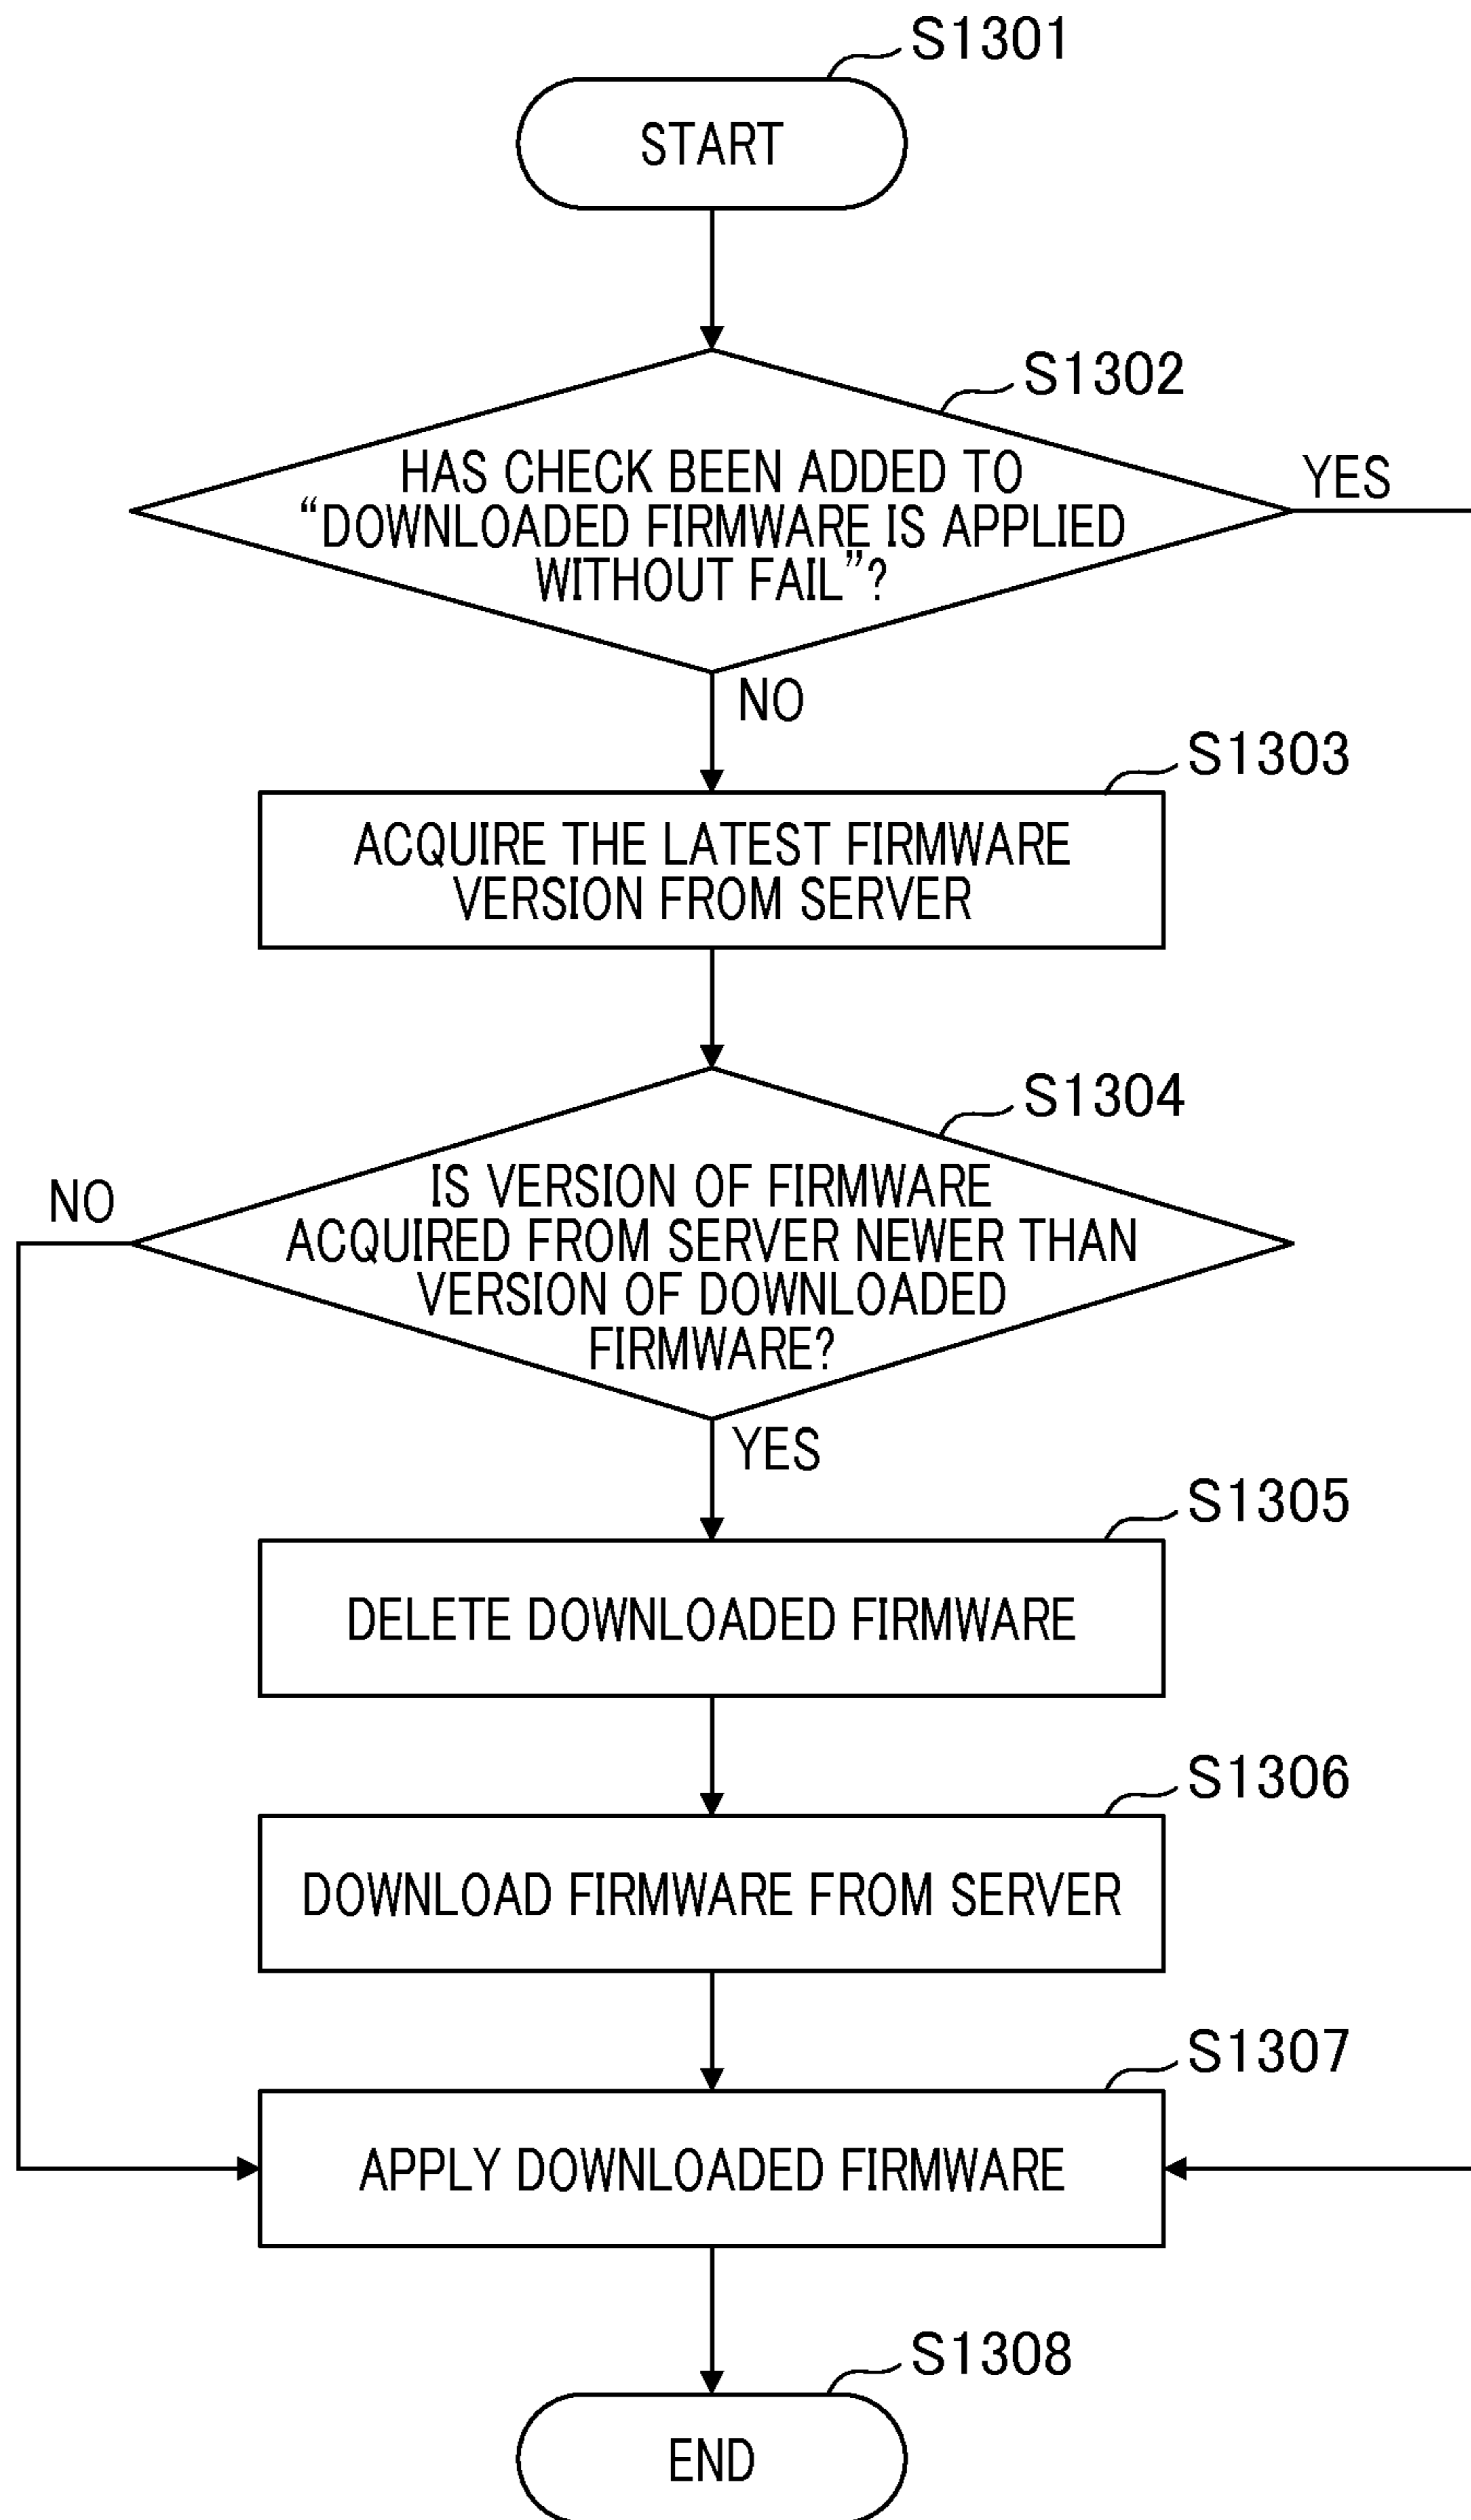 S1301
START
S1302
HAS CHECK BEEN ADDED TO
“DOWNLOADED FIRMWARE IS APPLIED
WITHOUT FAIL”?
YES
NO
S1303
ACQUIRE THE LATEST FIRMWARE
VERSION FROM SERVER
S1304
IS VERSION OF FIRMWARE
ACQUIRED FROM SERVER NEWER THAN
VERSION OF DOWNLOADED
FIRMWARE?
NO
YES
S1305
DELETE DOWNLOADED FIRMWARE
S1306
DOWNLOAD FIRMWARE FROM SERVER
S1307
APPLY DOWNLOADED FIRMWARE
S1308
END